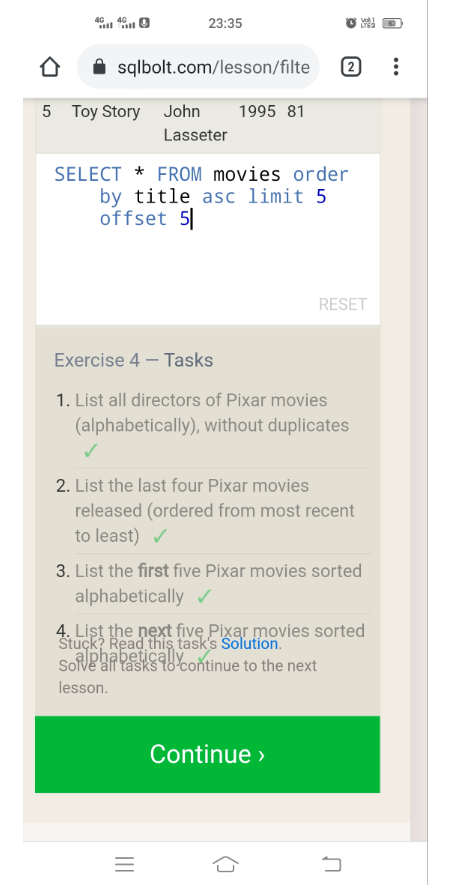 4G 4G 23:35 Vo) LTE2
sqlbolt.com/lesson/filte 2
5 Toy Story John Lasseter 1995 81
SELECT * FROM movies order
by title asc limit 5
offset 5
RESET
Exercise 4 — Tasks
1. List all directors of Pixar movies
(alphabetically), without duplicates
✓
2. List the last four Pixar movies
released (ordered from most recent
to least) ✓
3. List the first five Pixar movies sorted
alphabetically ✓
4. List the next five Pixar movies sorted
alphabetically ✓
Stuck? Read this task's Solution.
Solve all tasks to continue to the next
lesson.
Continue ›